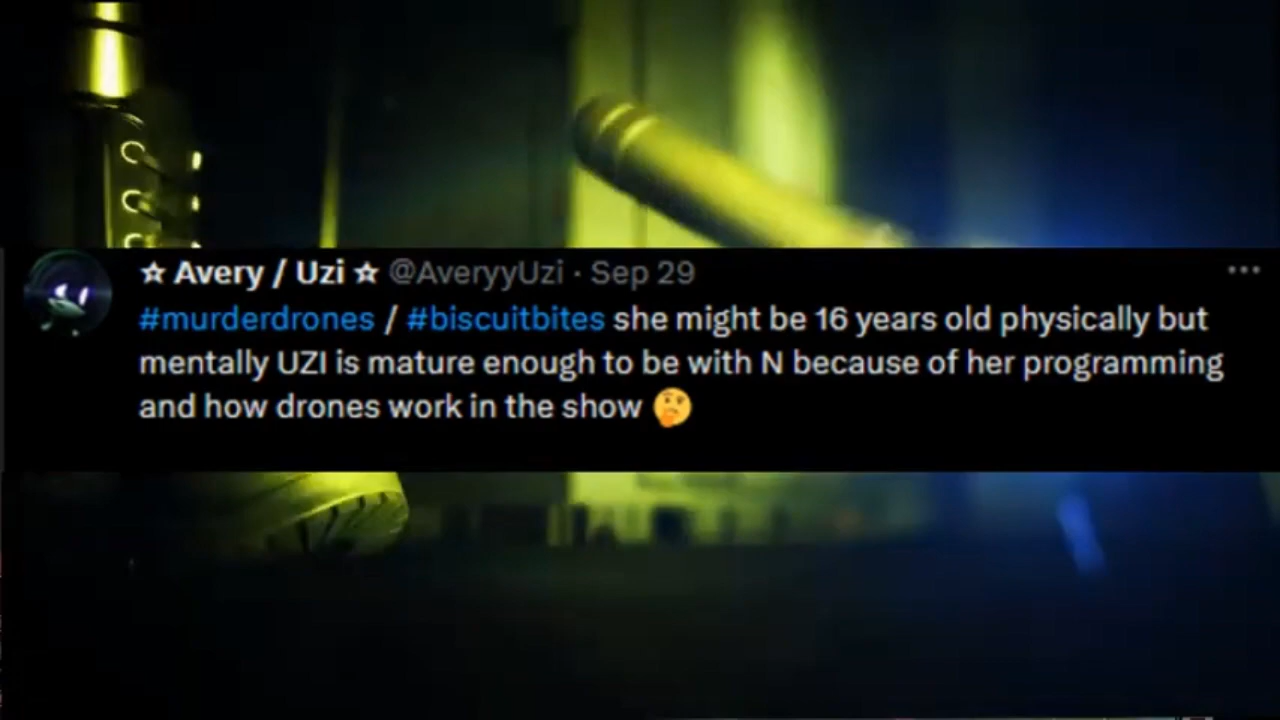 ☆ Avery / Uzi ☆ @AveryyUzi · Sep 29
#murderdrones / #biscuitbites she might be 16 years old physically but
mentally UZI is mature enough to be with N because of her programming
and how drones work in the show 🤔